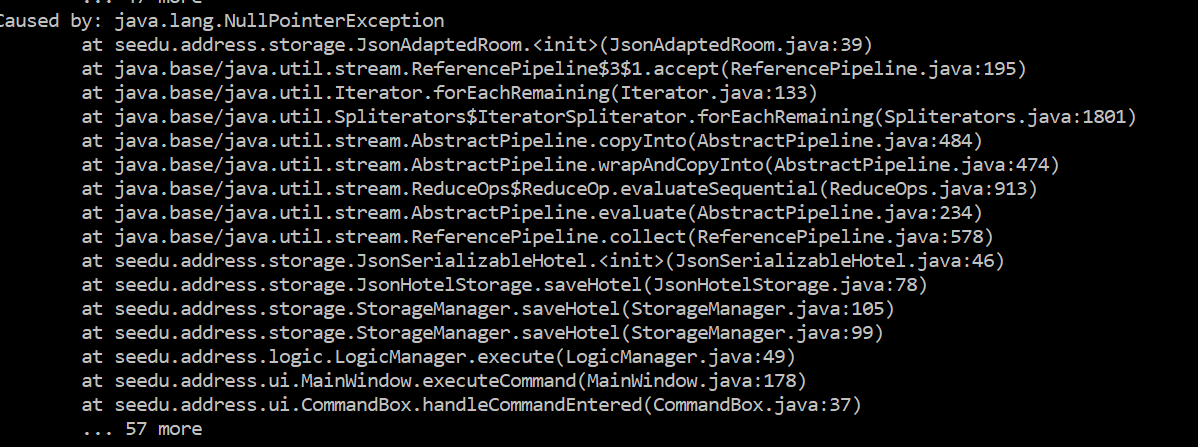 ... 47 more
Caused by: java.lang.NullPointerException
at seedu.address.storage.JsonAdaptedRoom.<init>(JsonAdaptedRoom.java:39)
at java.base/java.util.stream.ReferencePipeline$3$1.accept(ReferencePipeline.java:195)
at java.base/java.util.Iterator.forEachRemaining(Iterator.java:133)
at java.base/java.util.Spliterators$IteratorSpliterator.forEachRemaining(Spliterators.java:1801)
at java.base/java.util.stream.AbstractPipeline.copyInto(AbstractPipeline.java:484)
at java.base/java.util.stream.AbstractPipeline.wrapAndCopyInto(AbstractPipeline.java:474)
at java.base/java.util.stream.ReduceOps$ReduceOp.evaluateSequential(ReduceOps.java:913)
at java.base/java.util.stream.AbstractPipeline.evaluate(AbstractPipeline.java:234)
at java.base/java.util.stream.ReferencePipeline.collect(ReferencePipeline.java:578)
at seedu.address.storage.JsonSerializableHotel.<init>(JsonSerializableHotel.java:46)
at seedu.address.storage.JsonHotelStorage.saveHotel(JsonHotelStorage.java:78)
at seedu.address.storage.StorageManager.saveHotel(StorageManager.java:105)
at seedu.address.storage.StorageManager.saveHotel(StorageManager.java:99)
at seedu.address.logic.LogicManager.execute(LogicManager.java:49)
at seedu.address.ui.MainWindow.executeCommand(MainWindow.java:178)
at seedu.address.ui.CommandBox.handleCommandEntered(CommandBox.java:37)
... 57 more